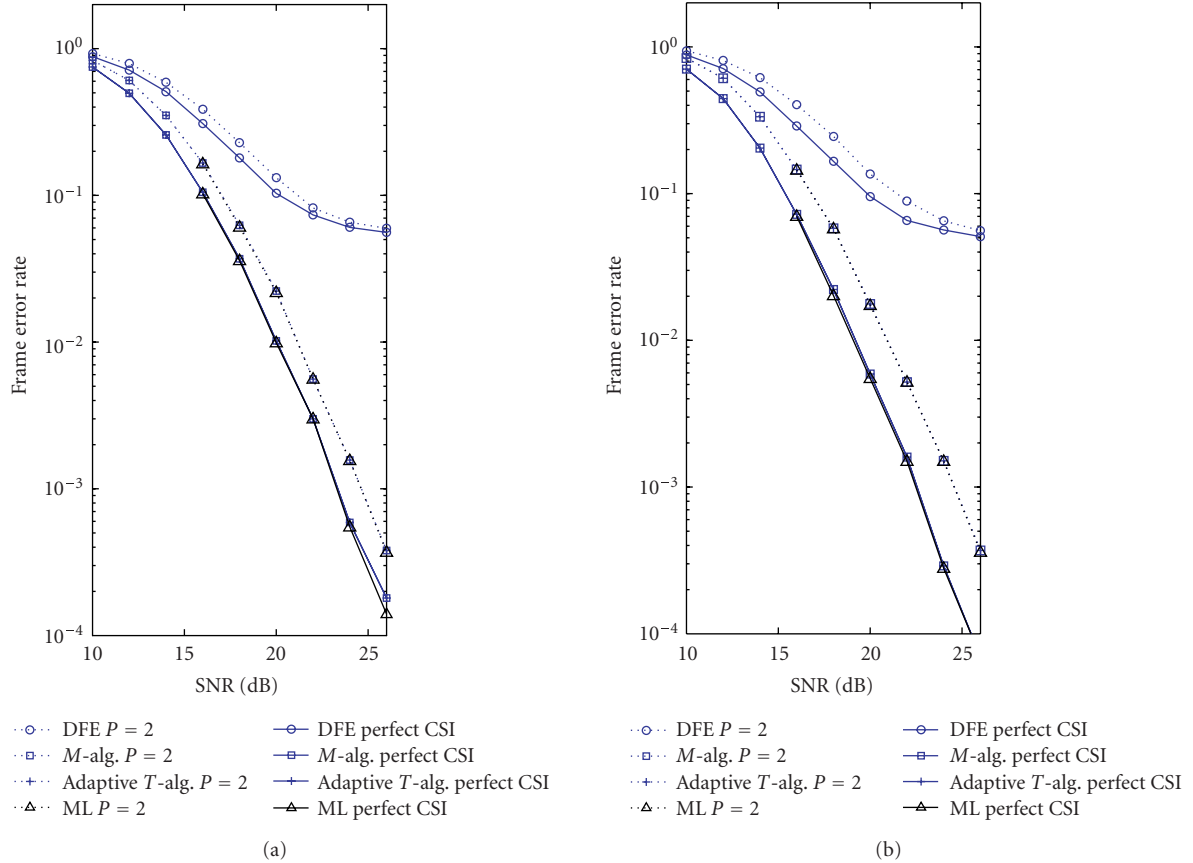 10^0
10^-1
10^-2
10^-3
10^-4
Frame error rate
10 15 20 25
SNR (dB)
DFE P = 2
M-alg. P = 2
Adaptive T-alg. P = 2
ML P = 2
DFE perfect CSI
M-alg. perfect CSI
Adaptive T-alg. perfect CSI
ML perfect CSI
(a)
10^0
10^-1
10^-2
10^-3
10^-4
Frame error rate
10 15 20 25
SNR (dB)
DFE P = 2
M-alg. P = 2
Adaptive T-alg. P = 2
ML P = 2
DFE perfect CSI
M-alg. perfect CSI
Adaptive T-alg. perfect CSI
ML perfect CSI
(b)